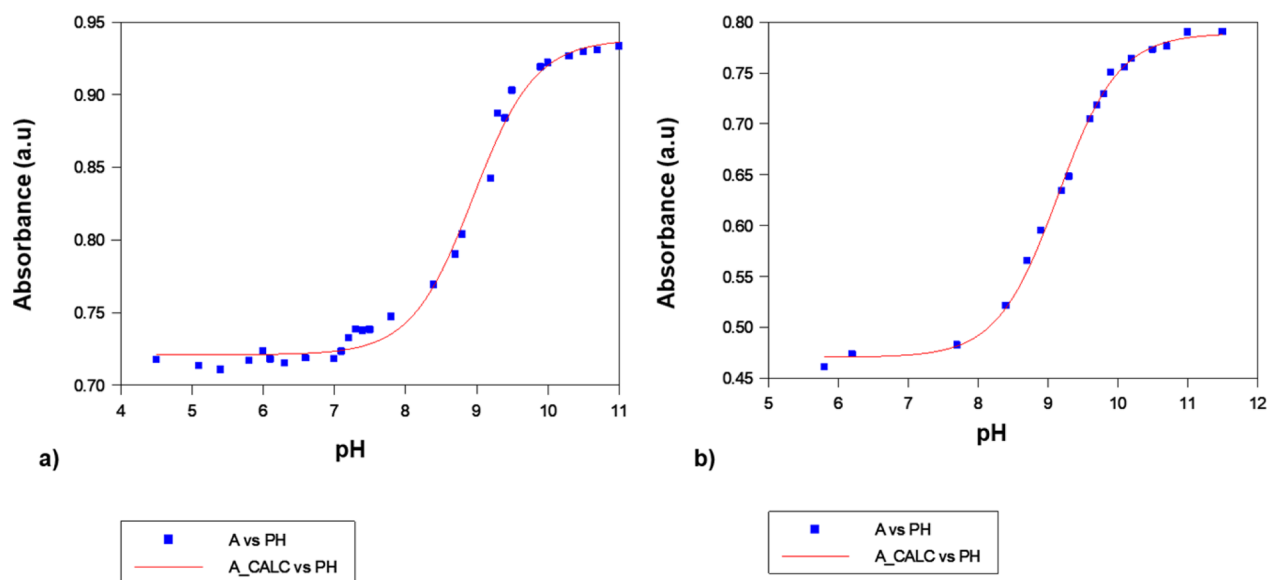 0.95
0.90
0.85
0.80
0.75
0.70
Absorbance (a.u)
4 5 6 7 8 9 10 11
pH
a)
A vs PH
A_CALC vs PH
0.80
0.75
0.70
0.65
0.60
0.55
0.50
0.45
Absorbance (a.u)
5 6 7 8 9 10 11 12
pH
b)
A vs PH
A_CALC vs PH